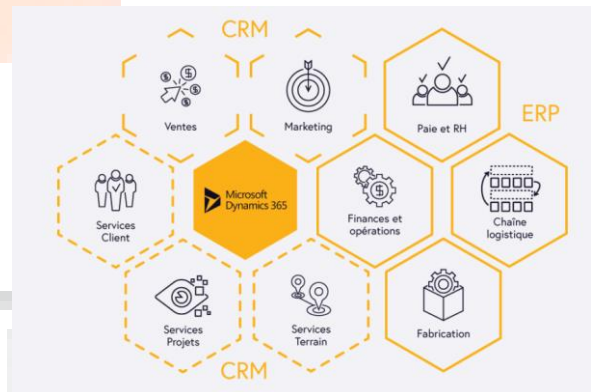 CRM
Ventes
Marketing
Paie et RH
ERP
Services
Client
Microsoft
Dynamics 365
Finances et
opérations
Chaîne
logistique
Services
Projets
Services
Terrain
Fabrication
CRM